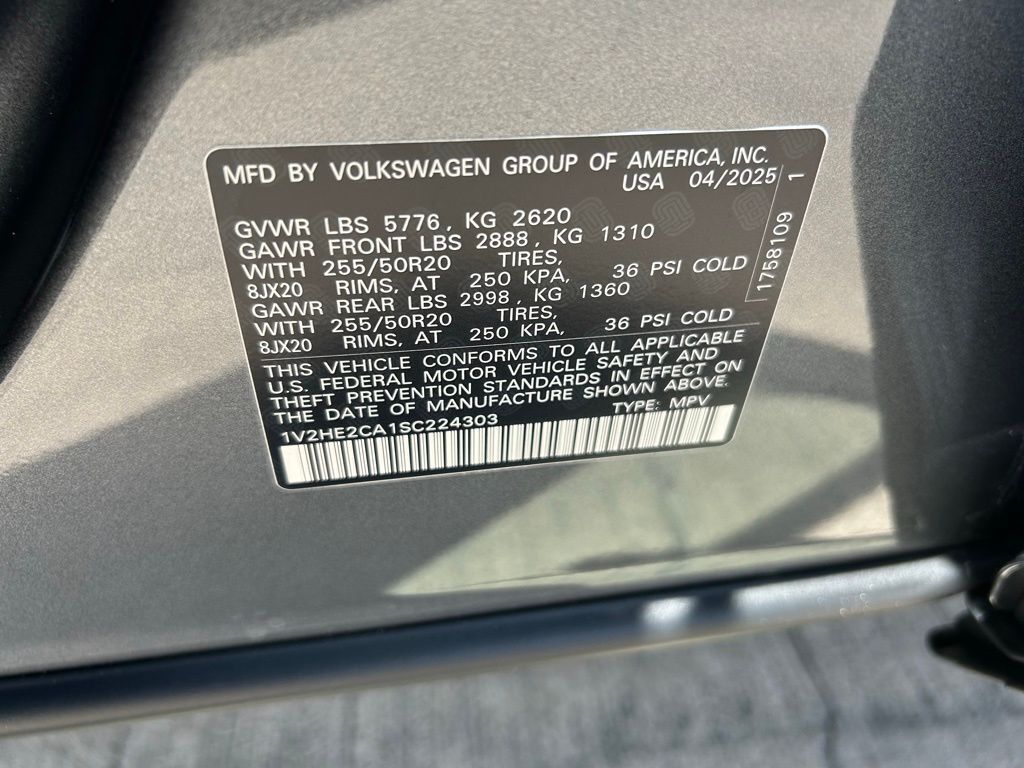 MFD BY VOLKSWAGEN GROUP OF AMERICA, INC.
USA 04/2025
GVWR LBS 5776, KG 2620
GAWR FRONT LBS 2888, KG 1310
WITH 255/50R20 TIRES,
8JX20 RIMS, AT 250 KPA, 36 PSI COLD
GAWR REAR LBS 2998, KG 1360
WITH 255/50R20 TIRES,
8JX20 RIMS, AT 250 KPA, 36 PSI COLD
THIS VEHICLE CONFORMS TO ALL APPLICABLE
U.S. FEDERAL MOTOR VEHICLE SAFETY AND
THEFT PREVENTION STANDARDS IN EFFECT ON
THE DATE OF MANUFACTURE SHOWN ABOVE.
1V2HE2CA1SC224303 TYPE: MPV
1758109 1